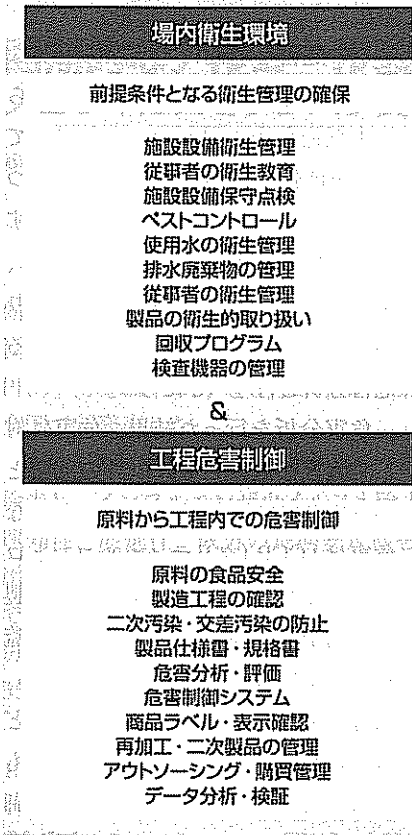 場内衛生環境
前提条件となる衛生管理の確保
施設設備衛生管理
従事者の衛生教育
施設設備保守点検
ペストコントロール
使用水の衛生管理
排水廃棄物の管理
従事者の衛生管理
製品の衛生的取り扱い
回収プログラム
検査機器の管理
&
工程危害制御
原料から工程内での危害制御
原料の食品安全
製造工程の確認
二次汚染・交差汚染の防止
製品仕様書・規格書
危害分析・評価
危害制御システム
商品ラベル・表示確認
再加工・二次製品の管理
アウトソーシング・購買管理
データ分析・検証